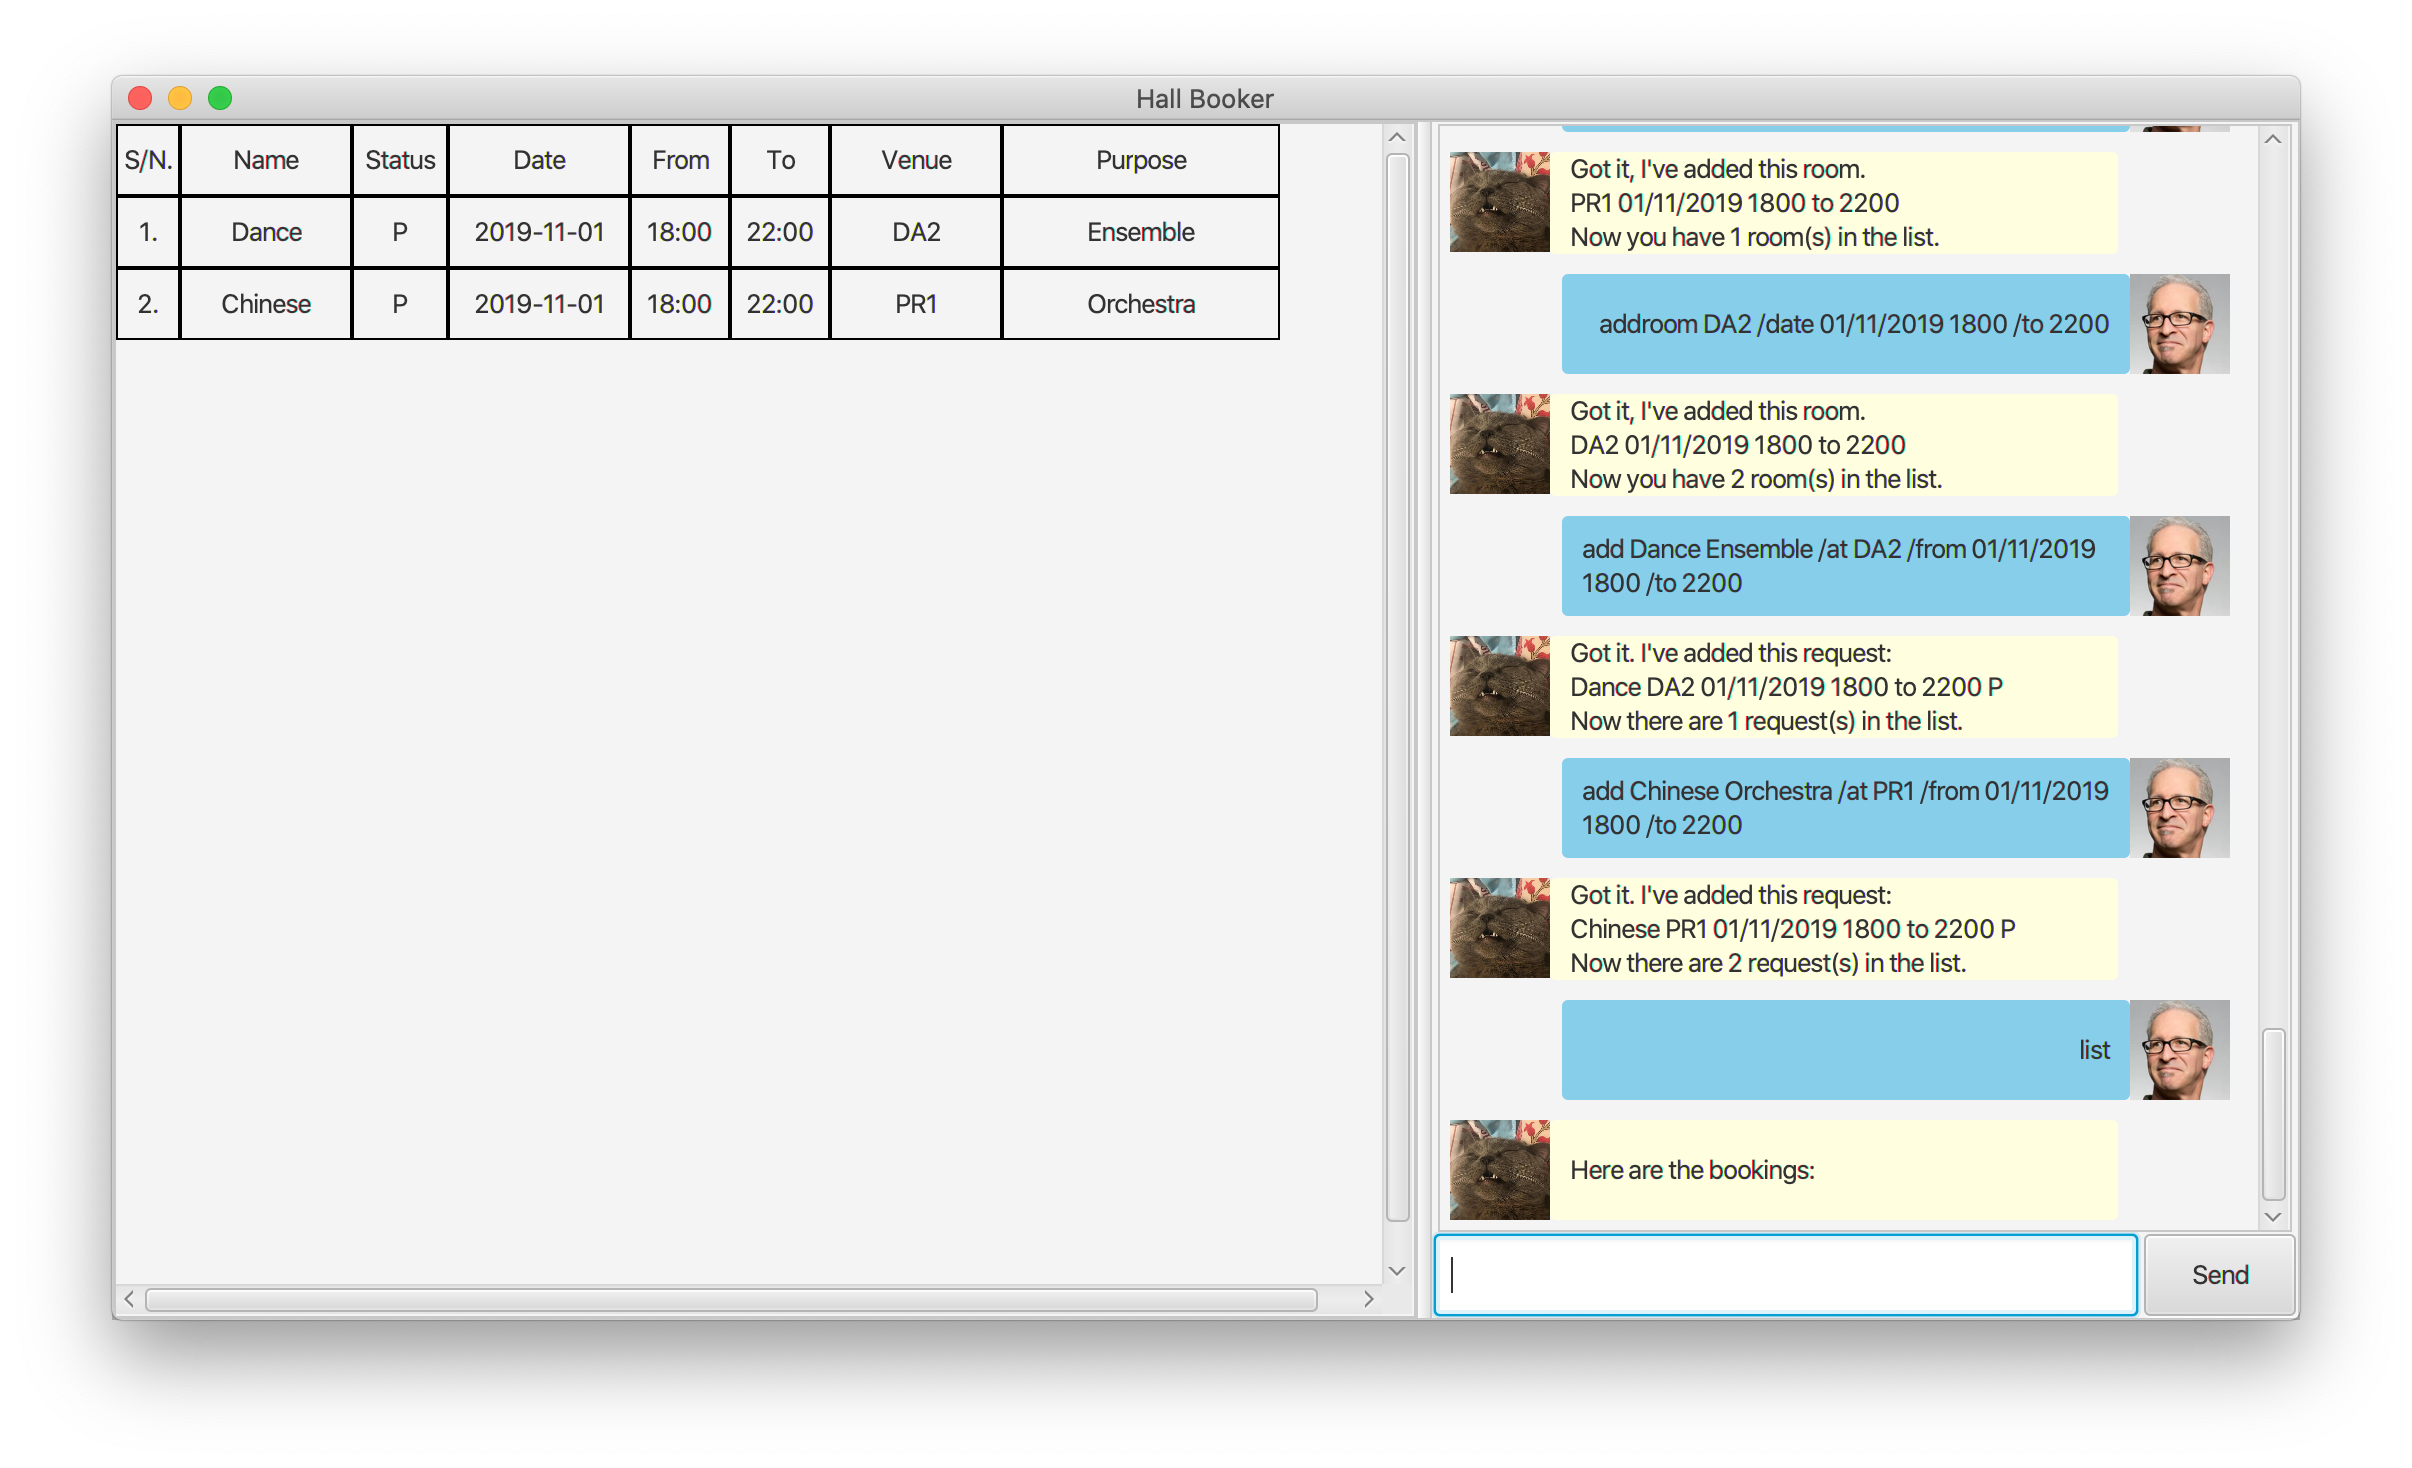 Hall Booker
S/N. Name Status Date From To Venue Purpose
1. Dance P 2019-11-01 18:00 22:00 DA2 Ensemble
2. Chinese P 2019-11-01 18:00 22:00 PR1 Orchestra
Got it, I've added this room.
PR1 01/11/2019 1800 to 2200
Now you have 1 room(s) in the list.
addroom DA2 /date 01/11/2019 1800 /to 2200
Got it, I've added this room.
DA2 01/11/2019 1800 to 2200
Now you have 2 room(s) in the list.
add Dance Ensemble /at DA2 /from 01/11/2019
1800 /to 2200
Got it. I've added this request:
Dance DA2 01/11/2019 1800 to 2200 P
Now there are 1 request(s) in the list.
add Chinese Orchestra /at PR1 /from 01/11/2019
1800 /to 2200
Got it. I've added this request:
Chinese PR1 01/11/2019 1800 to 2200 P
Now there are 2 request(s) in the list.
list
Here are the bookings:
Send